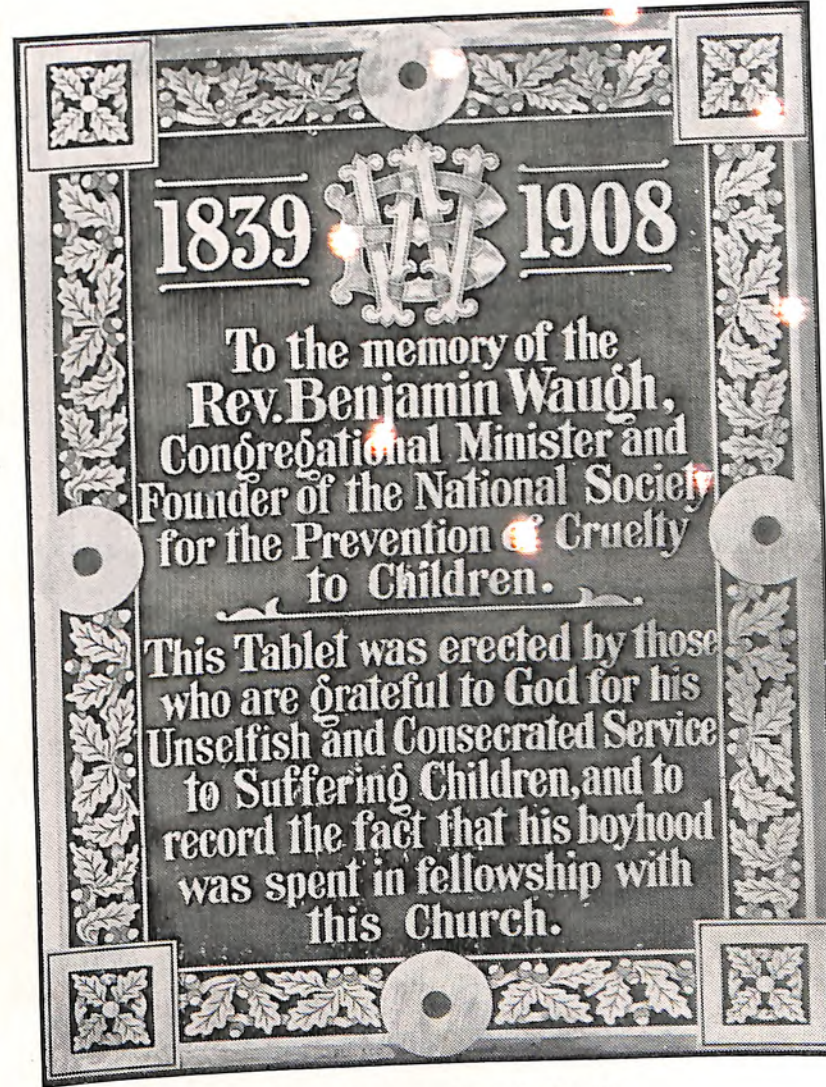 1839 BW 1908
To the memory of the
Rev. Benjamin Waugh,
Congregational Minister and
Founder of the National Society
for the Prevention of Cruelty
to Children.
This Tablet was erected by those
who are grateful to God for his
Unselfish and Consecrated Service
to Suffering Children, and to
record the fact that his boyhood
was spent in fellowship with
this Church.